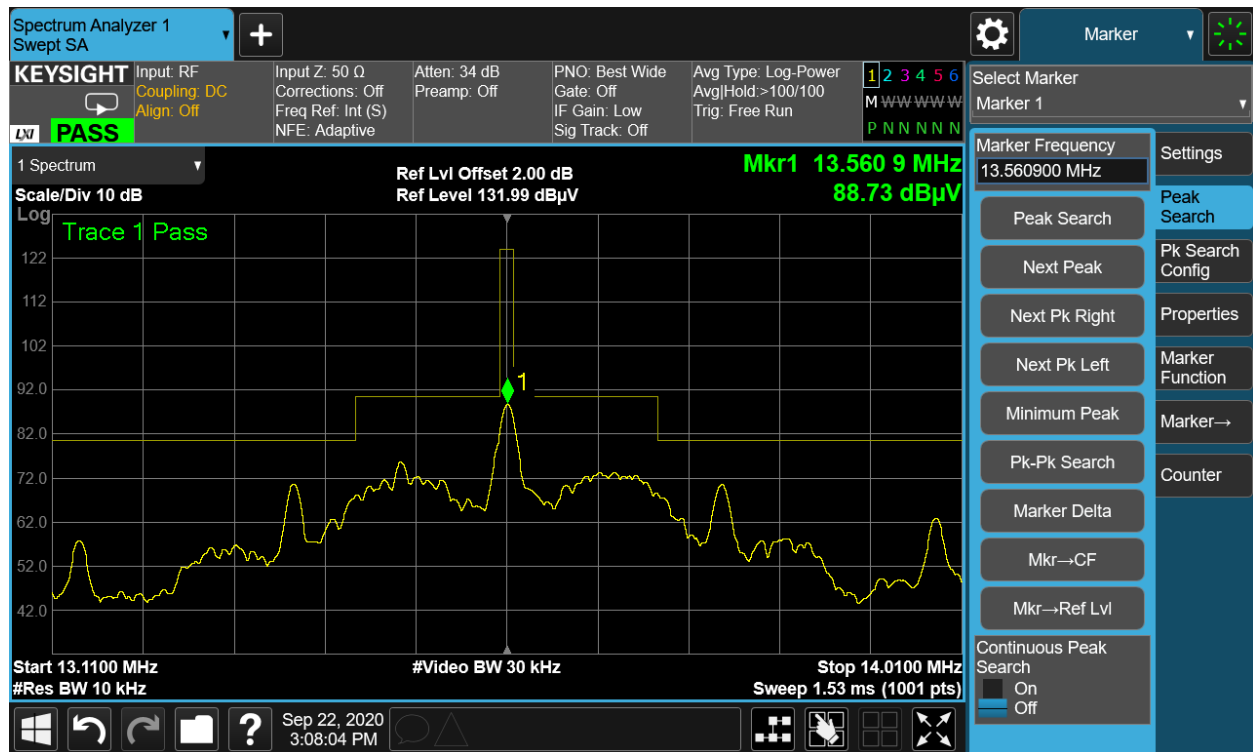 Spectrum Analyzer 1
Swept SA
Marker
KEYSIGHT
Input: RF
Coupling: DC
Align: Off
Input Z: 50 Ω
Corrections: Off
Freq Ref: Int (S)
NFE: Adaptive
Atten: 34 dB
Preamp: Off
PNO: Best Wide
Gate: Off
IF Gain: Low
Sig Track: Off
Avg Type: Log-Power
Avg|Hold:>100/100
Trig: Free Run
1 2 3 4 5 6
M W W W W W
P N N N N N
LXI PASS
Select Marker
Marker 1
1 Spectrum
Scale/Div 10 dB
Ref Lvl Offset 2.00 dB
Ref Level 131.99 dBµV
Mkr1 13.560 9 MHz
88.73 dBµV
Log
Trace 1 Pass
122
112
102
92.0
82.0
72.0
62.0
52.0
42.0
1
Start 13.1100 MHz
#Res BW 10 kHz
#Video BW 30 kHz
Stop 14.0100 MHz
Sweep 1.53 ms (1001 pts)
Marker Frequency
13.560900 MHz
Peak Search
Next Peak
Next Pk Right
Next Pk Left
Minimum Peak
Pk-Pk Search
Marker Delta
Mkr→CF
Mkr→Ref Lvl
Continuous Peak
Search
On
Off
Settings
Peak
Search
Pk Search
Config
Properties
Marker
Function
Marker→
Counter
?
Sep 22, 2020
3:08:04 PM